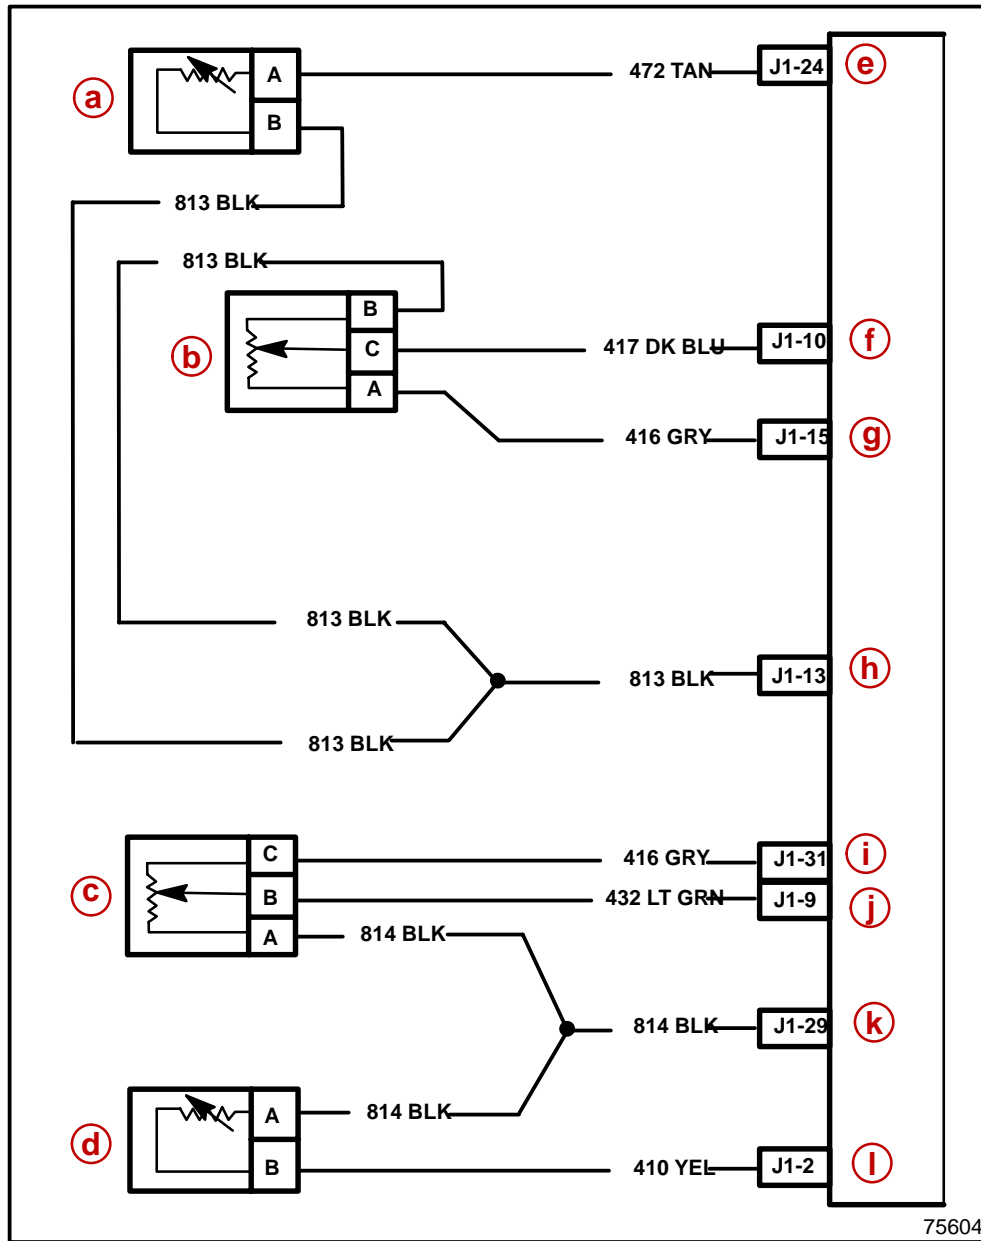 A
472 TAN
J1-24
e
a
B
813 BLK
813 BLK
B
b
C
417 DK BLU
J1-10
f
A
416 GRY
J1-15
g
813 BLK
813 BLK
J1-13
h
813 BLK
C
416 GRY
J1-31
i
c
B
432 LT GRN
J1-9
j
A
814 BLK
814 BLK
J1-29
k
A
814 BLK
d
B
410 YEL
J1-2
l
75604